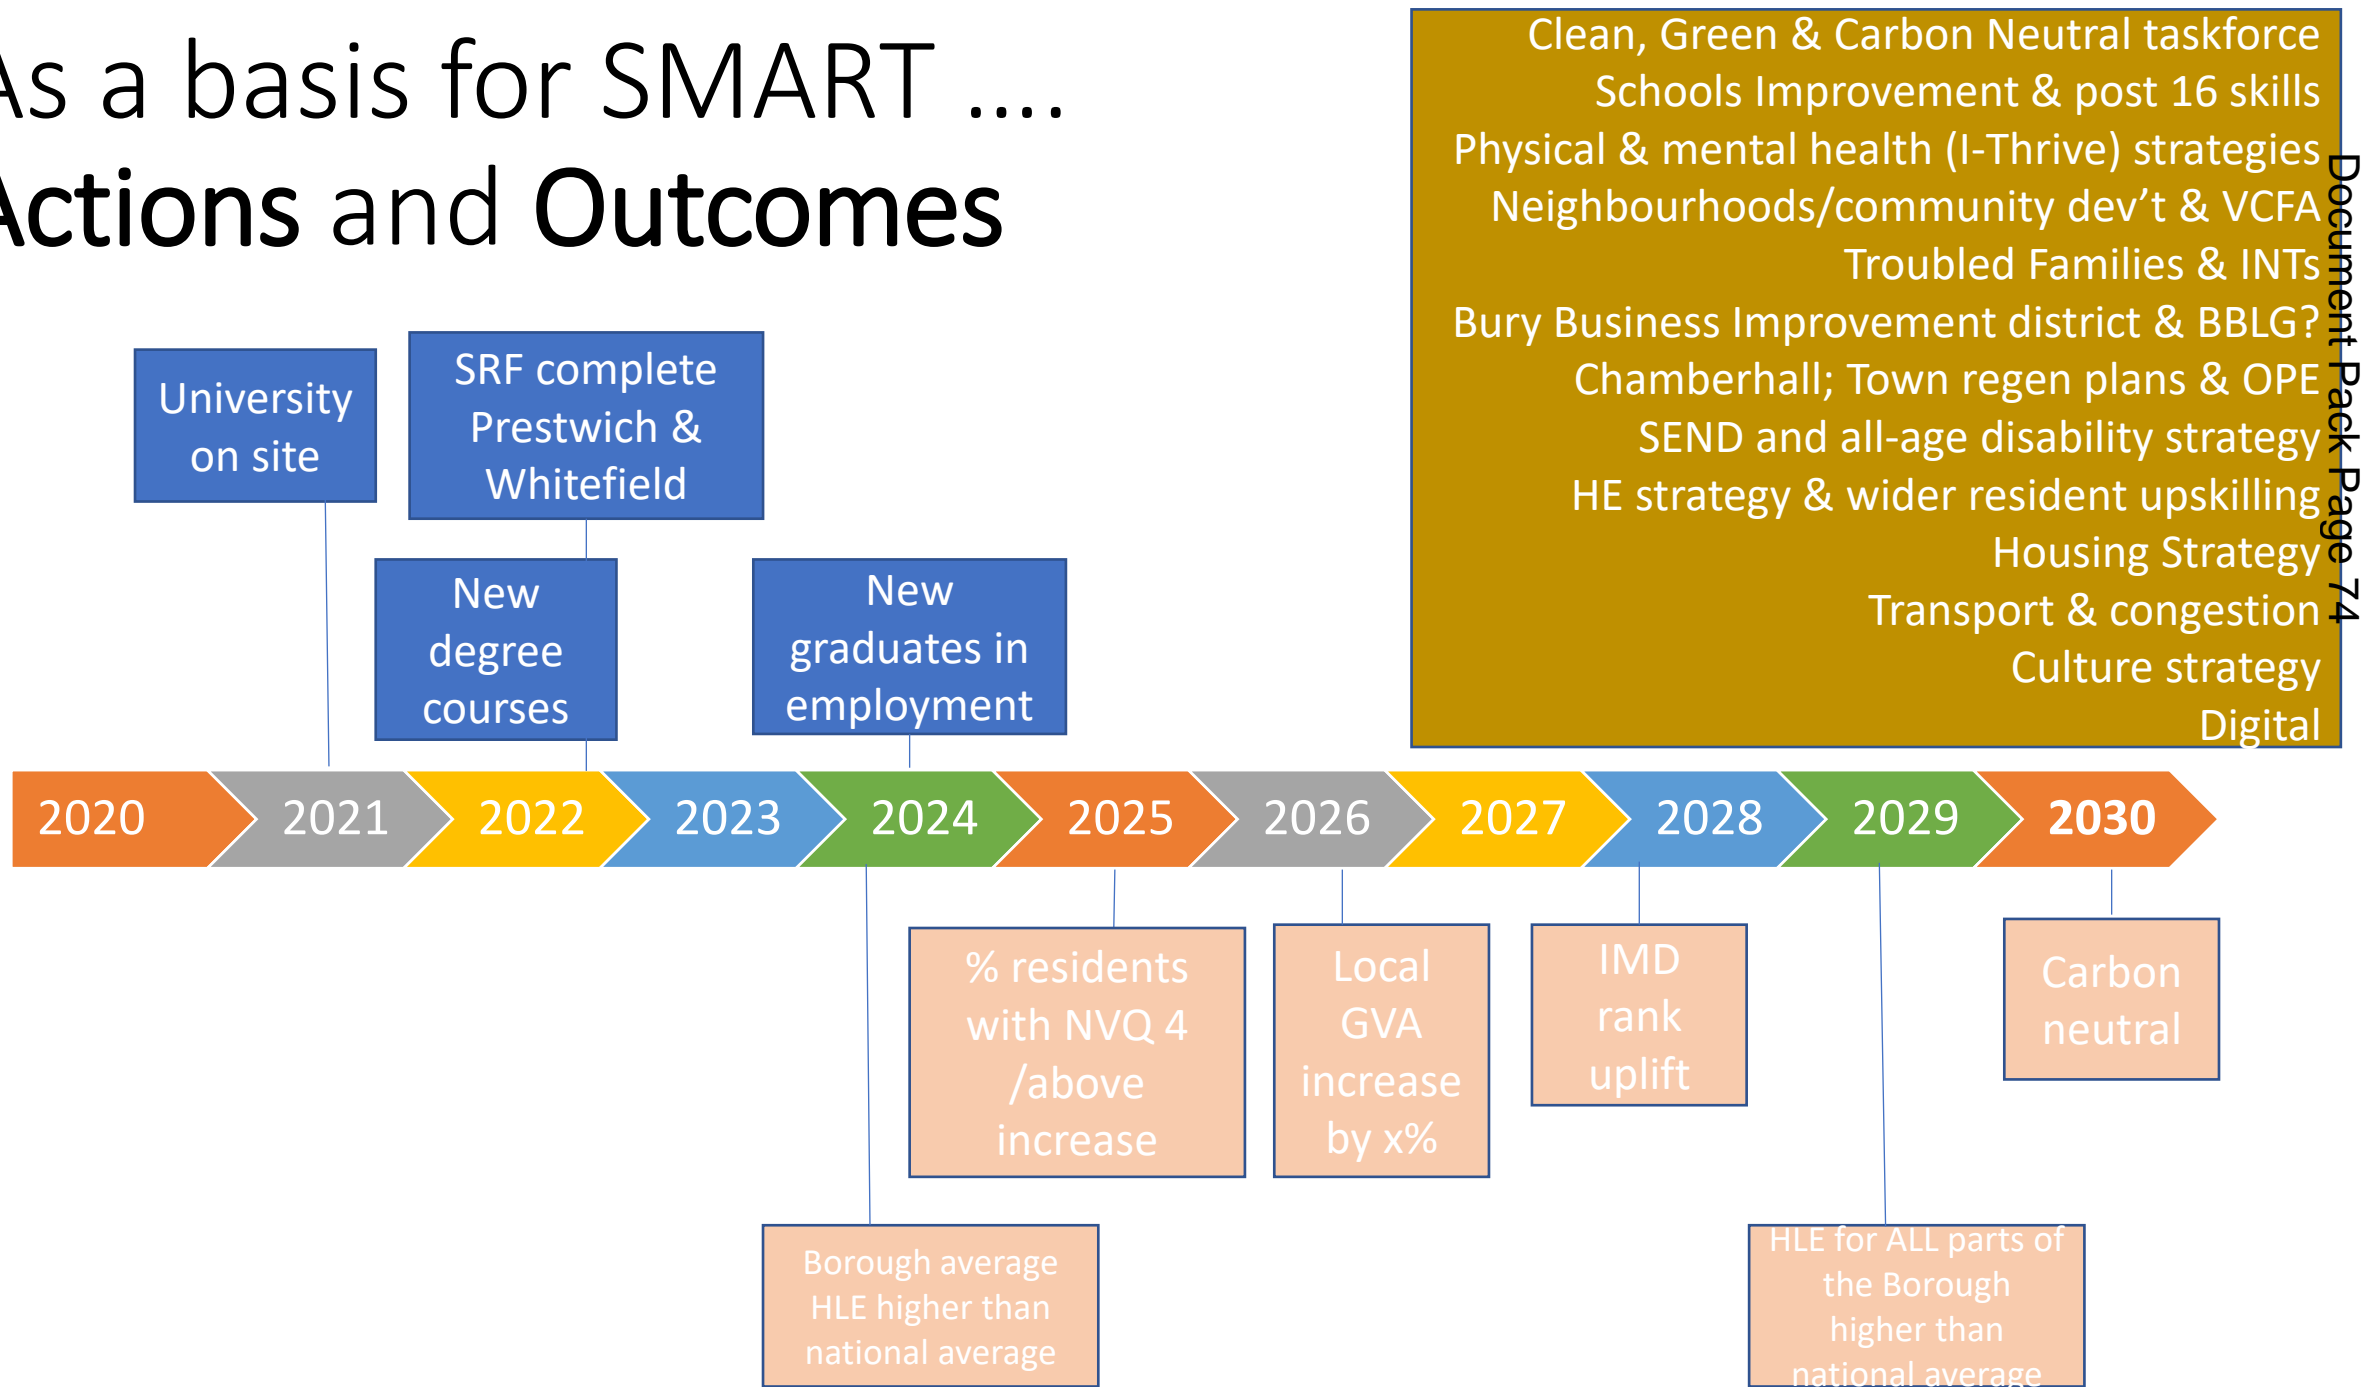 As a basis for SMART ....
Actions and Outcomes
Clean, Green & Carbon Neutral taskforce
Schools Improvement & post 16 skills
Physical & mental health (I-Thrive) strategies
Neighbourhoods/community dev’t & VCFA
Troubled Families & INTs
Bury Business Improvement district & BBLG?
Chamberhall; Town regen plans & OPE
SEND and all-age disability strategy
HE strategy & wider resident upskilling
Housing Strategy
Transport & congestion
Culture strategy
Digital
Document Pack Page 74
University
on site
SRF complete
Prestwich &
Whitefield
New
degree
courses
New
graduates in
employment
2020
2021
2022
2023
2024
2025
2026
2027
2028
2029
2030
% residents
with NVQ 4
/above
increase
Local
GVA
increase
by x%
IMD
rank
uplift
Carbon
neutral
Borough average
HLE higher than
national average
HLE for ALL parts of
the Borough
higher than
national average